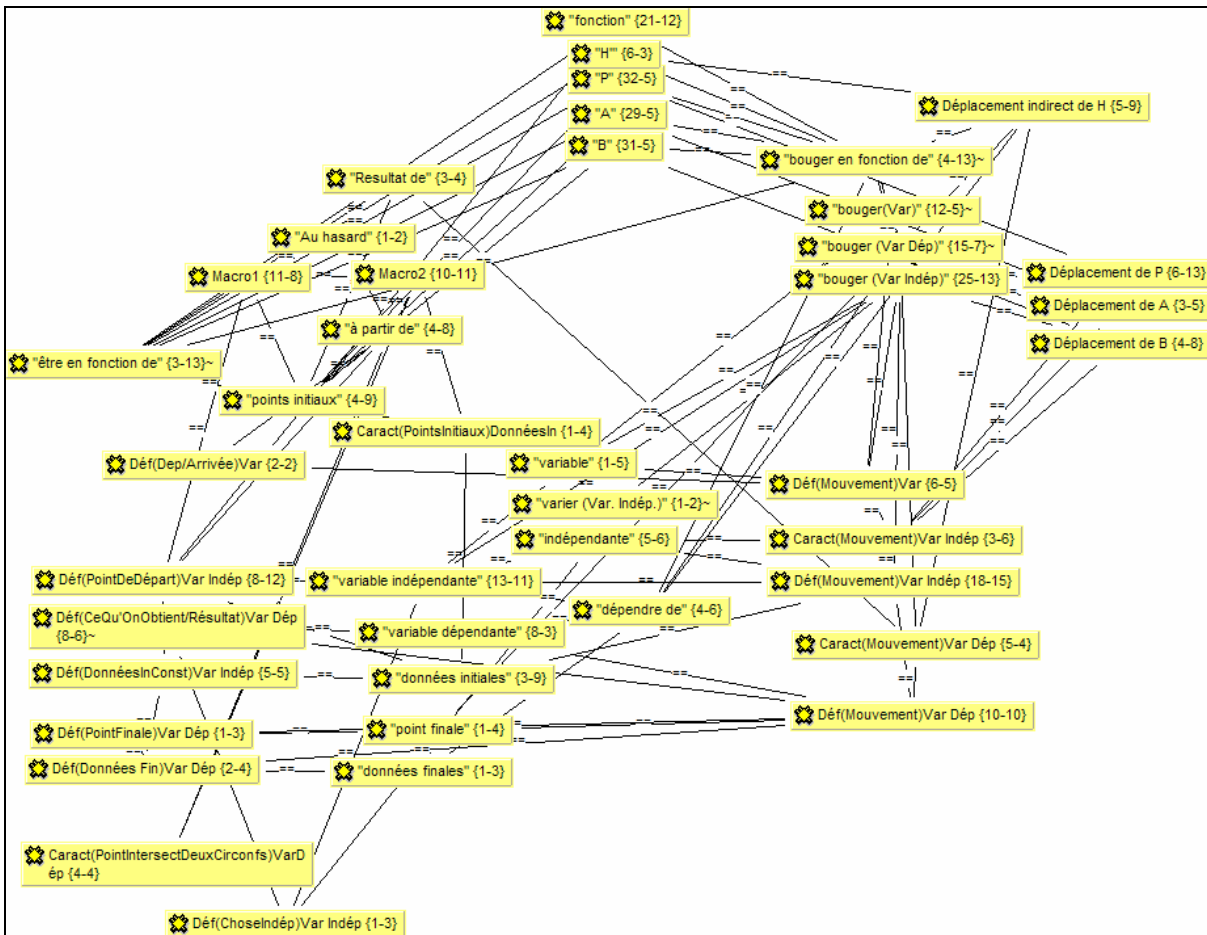 "fonction" {21-12}
"H'" {6-3}
"P" {32-5}
Déplacement indirect de H {5-9}
"A" {29-5}
"B" {31-5}
"bouger en fonction de" {4-13}~
"Resultat de" {3-4}
"bouger(Var)" {12-5}~
"Au hasard" {1-2}
"bouger (Var Dép)" {15-7}~
Macro1 {11-8}
Macro2 {10-11}
"bouger (Var Indép)" {25-13}
Déplacement de P {6-13}
Déplacement de A {3-5}
"à partir de" {4-8}
Déplacement de B {4-8}
"être en fonction de" {3-13}~
"points initiaux" {4-9}
Caract(PointsInitiaux)DonnéesIn {1-4}
Déf(Dep/Arrivée)Var {2-2}
"variable" {1-5}
Déf(Mouvement)Var {6-5}
"varier (Var. Indép.)" {1-2}~
"indépendante" {5-6}
Caract(Mouvement)Var Indép {3-6}
Déf(PointDeDépart)Var Indép {8-12}
"variable indépendante" {13-11}
Déf(Mouvement)Var Indép {18-15}
Déf(CeQu'OnObtient/Résultat)Var Dép
{8-6}~
"dépendre de" {4-6}
"variable dépendante" {8-3}
Caract(Mouvement)Var Dép {5-4}
Déf(DonnéesInConst)Var Indép {5-5}
"données initiales" {3-9}
Déf(Mouvement)Var Dép {10-10}
Déf(PointFinale)Var Dép {1-3}
"point finale" {1-4}
Déf(Données Fin)Var Dép {2-4}
"données finales" {1-3}
Caract(PointIntersectDeuxCirconfs)VarD
ép {4-4}
Déf(ChoseIndép)Var Indép {1-3}